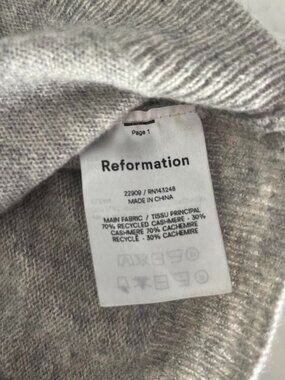 Page 1
Reformation
22909 / RN143248
MADE IN CHINA
MAIN FABRIC / TISSU PRINCIPAL
70% RECYCLED CASHMERE - 30%
CASHMERE 70% CACHEMIRE
RECYCLÉ - 30% CACHEMIRE